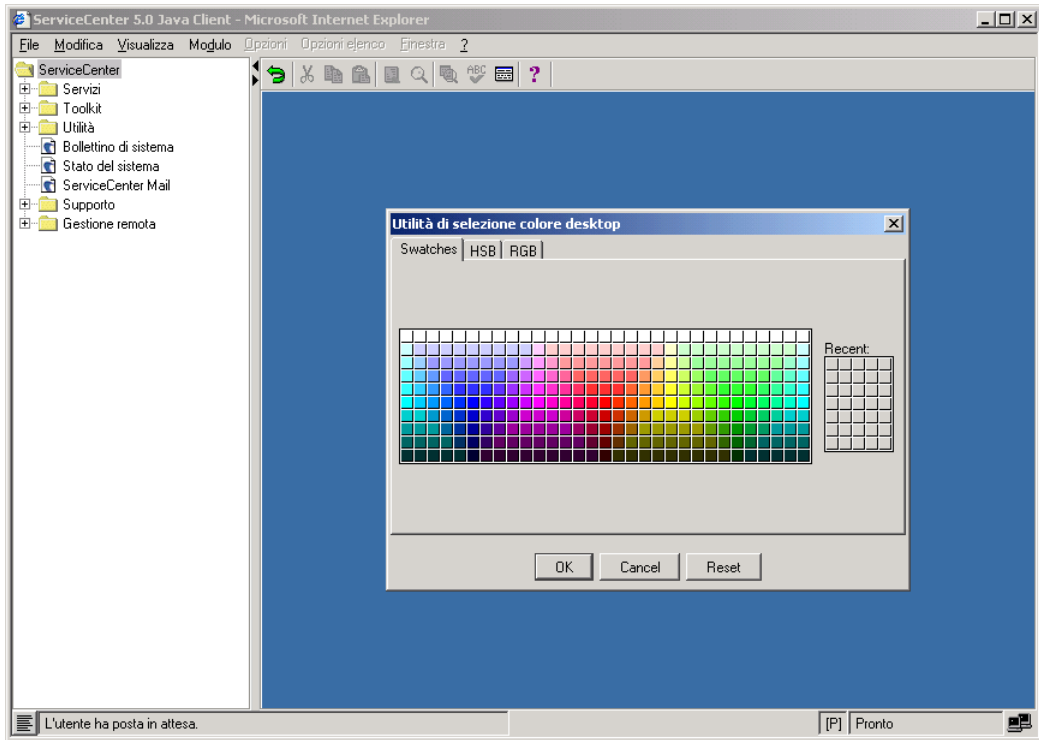 ServiceCenter 5.0 Java Client - Microsoft Internet Explorer
File Modifica Visualizza Modulo Opzioni Opzioni elenco Finestra ?
ServiceCenter
Servizi
Toolkit
Utilità
Bollettino di sistema
Stato del sistema
ServiceCenter Mail
Supporto
Gestione remota
ABC
?
Utilità di selezione colore desktop
Swatches HSB RGB
Recent:
OK Cancel Reset
L'utente ha posta in attesa. [P] Pronto